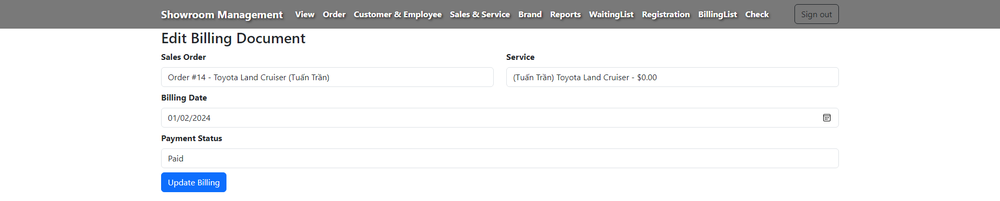 Showroom Management View Order Customer & Employee Sales & Service Brand Reports WaitingList Registration BillingList Check Sign out
Edit Billing Document
Sales Order Service
Order #14 - Toyota Land Cruiser (Tuấn Trần) (Tuấn Trần) Toyota Land Cruiser - $0.00
Billing Date
01/02/2024
Payment Status
Paid
Update Billing